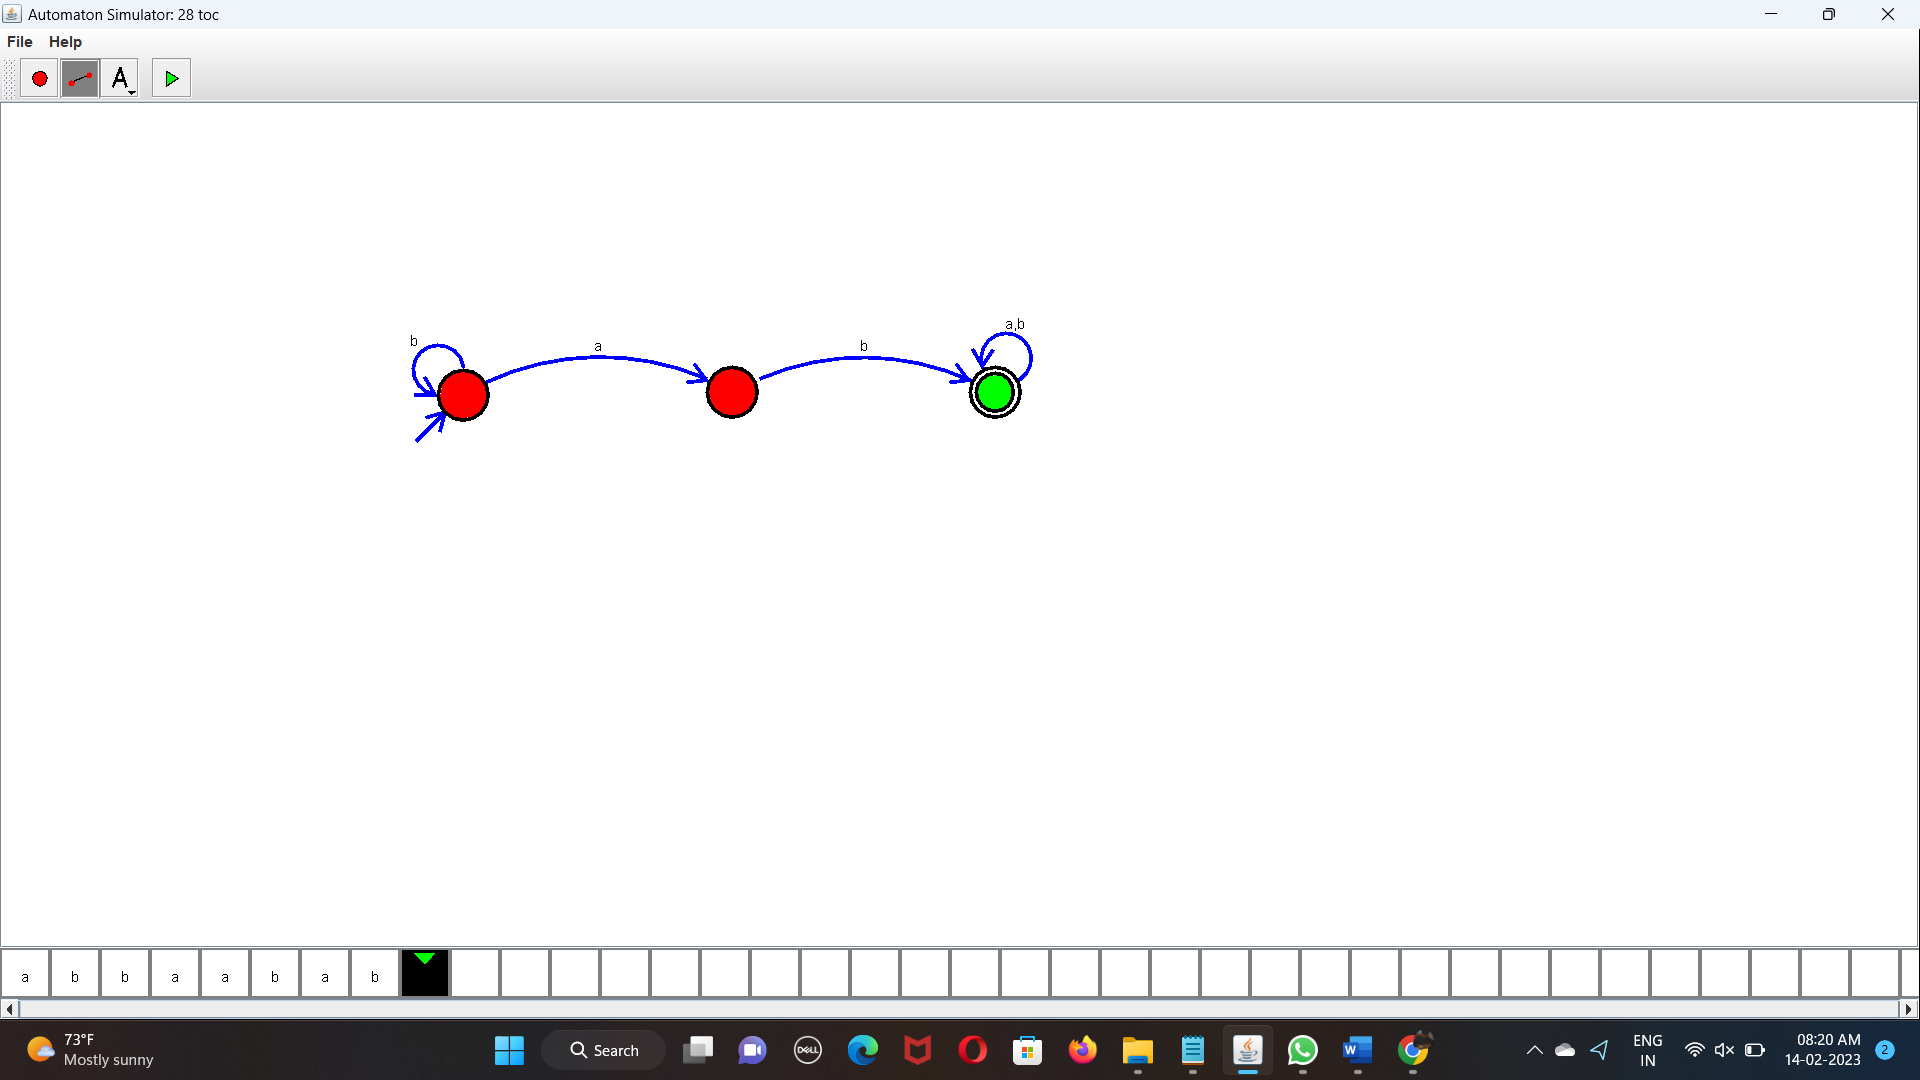 Automaton Simulator: 28 toc
File Help
A
a,b
b
a
b
a b b a a b a b
73°F
Mostly sunny
Search
DELL
W
ENG
IN
08:20 AM
14-02-2023
2